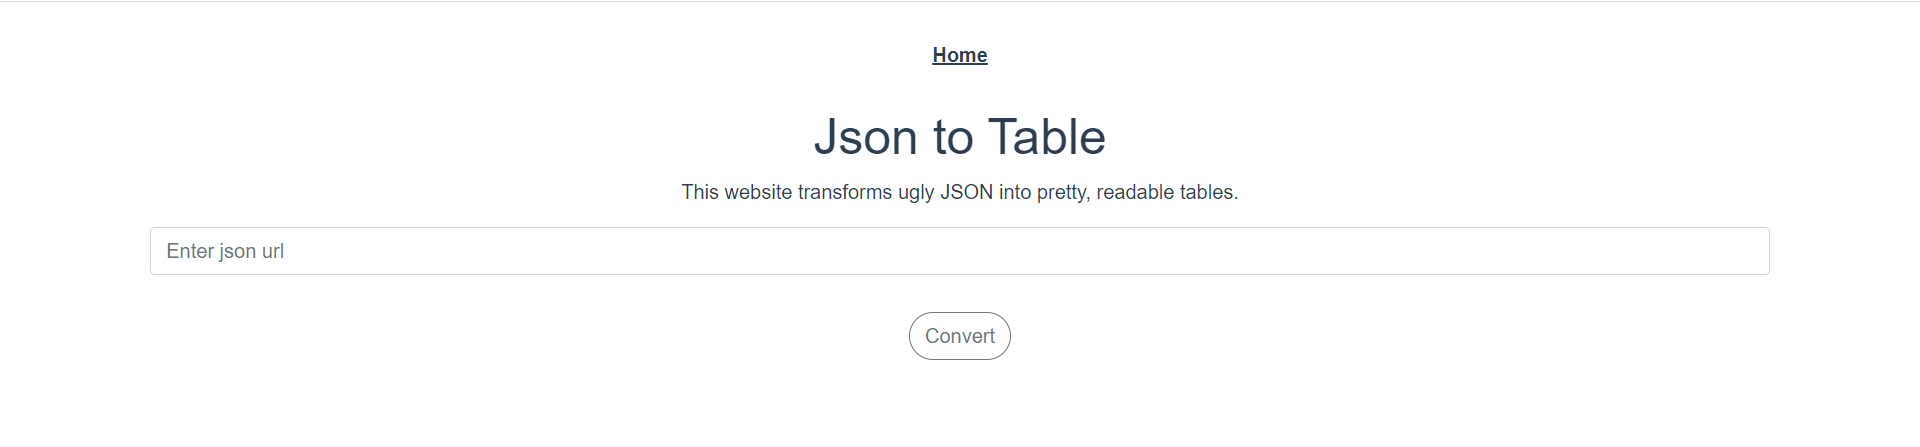 Home
Json to Table
This website transforms ugly JSON into pretty, readable tables.
Enter json url
Convert